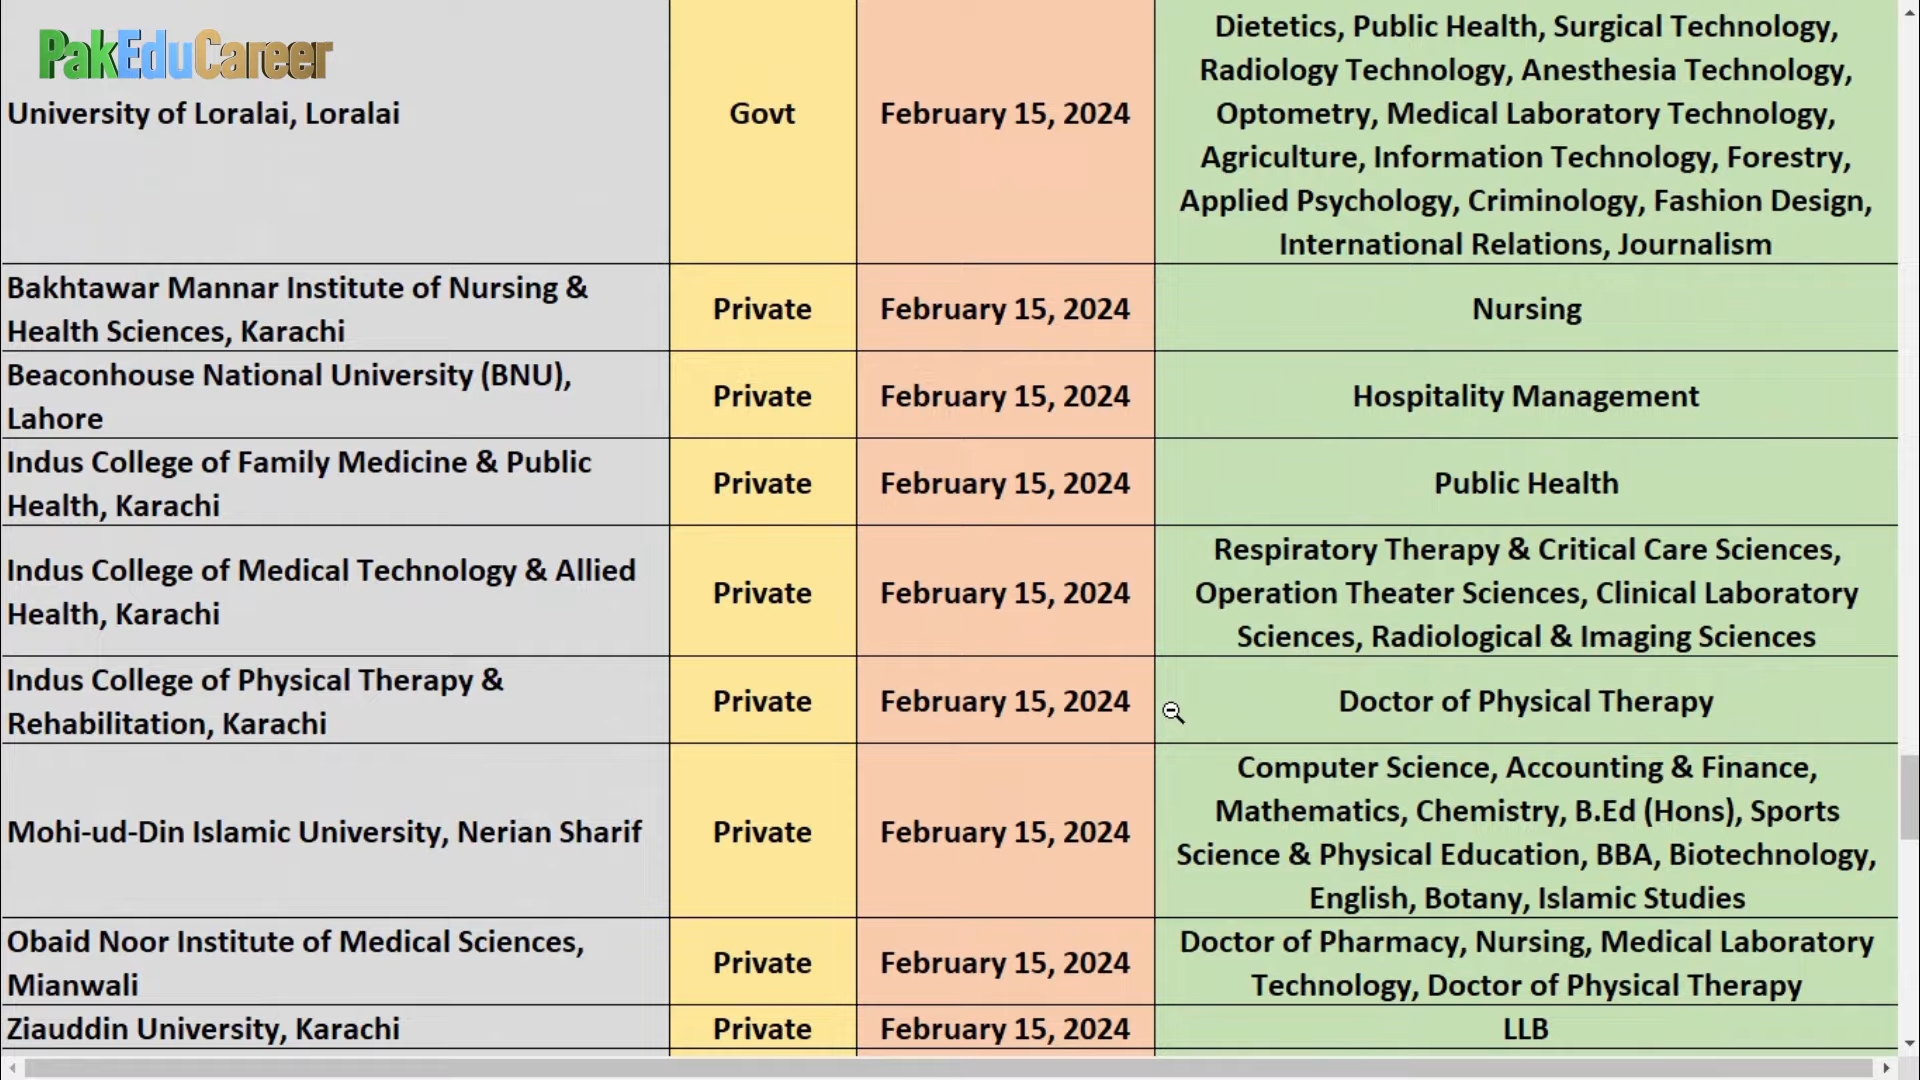 PakEduCareer
University of Loralai, Loralai
Govt
February 15, 2024
Dietetics, Public Health, Surgical Technology,
Radiology Technology, Anesthesia Technology,
Optometry, Medical Laboratory Technology,
Agriculture, Information Technology, Forestry,
Applied Psychology, Criminology, Fashion Design,
International Relations, Journalism
Bakhtawar Mannar Institute of Nursing &
Health Sciences, Karachi
Private
February 15, 2024
Nursing
Beaconhouse National University (BNU),
Lahore
Private
February 15, 2024
Hospitality Management
Indus College of Family Medicine & Public
Health, Karachi
Private
February 15, 2024
Public Health
Indus College of Medical Technology & Allied
Health, Karachi
Private
February 15, 2024
Respiratory Therapy & Critical Care Sciences,
Operation Theater Sciences, Clinical Laboratory
Sciences, Radiological & Imaging Sciences
Indus College of Physical Therapy &
Rehabilitation, Karachi
Private
February 15, 2024
Doctor of Physical Therapy
Mohi-ud-Din Islamic University, Nerian Sharif
Private
February 15, 2024
Computer Science, Accounting & Finance,
Mathematics, Chemistry, B.Ed (Hons), Sports
Science & Physical Education, BBA, Biotechnology,
English, Botany, Islamic Studies
Obaid Noor Institute of Medical Sciences,
Mianwali
Private
February 15, 2024
Doctor of Pharmacy, Nursing, Medical Laboratory
Technology, Doctor of Physical Therapy
Ziauddin University, Karachi
Private
February 15, 2024
LLB